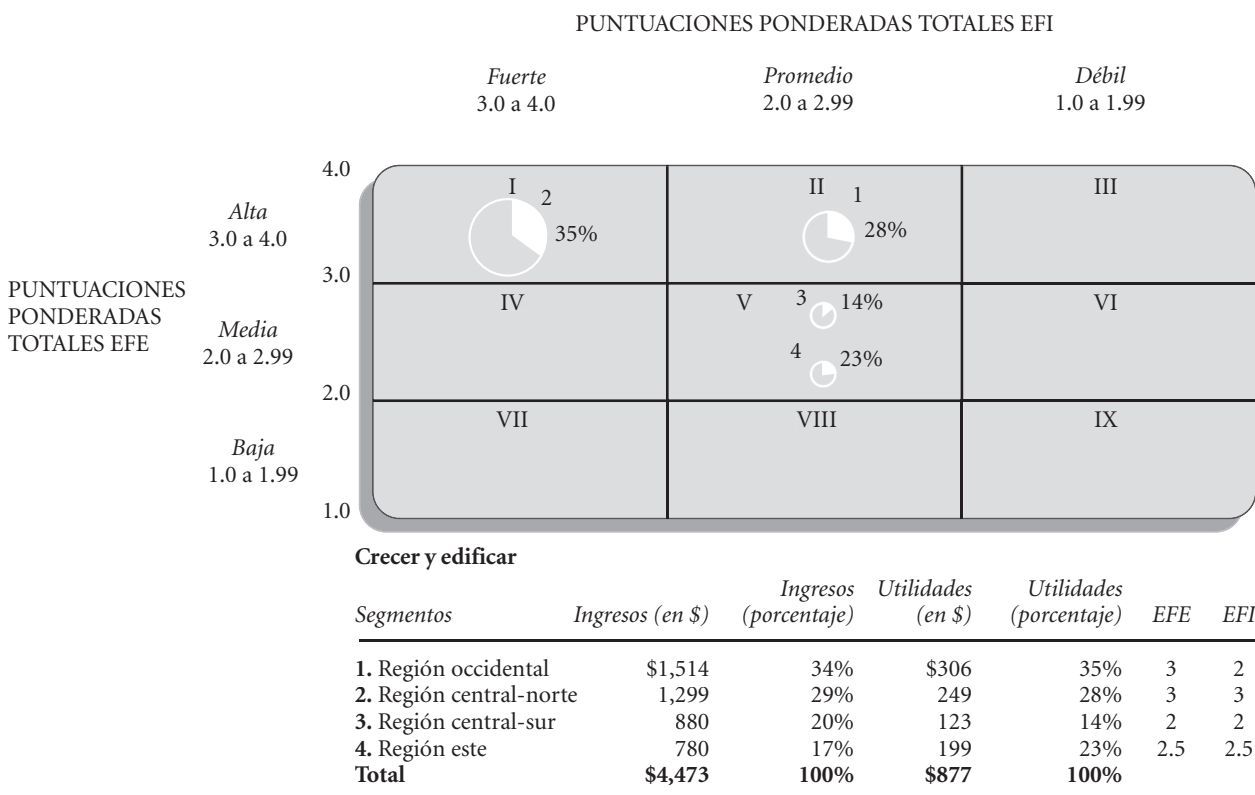 PUNTUACIONES PONDERADAS TOTALES EFI
Fuerte Promedio Débil
3.0 a 4.0 2.0 a 2.99 1.0 a 1.99
4.0
I 2 II 1 III
Alta
3.0 a 4.0
35% 28%
3.0
PUNTUACIONES
PONDERADAS
TOTALES EFE
IV V 3 14% VI
Media
2.0 a 2.99
4 23%
2.0
VII VIII IX
Baja
1.0 a 1.99
1.0
Crecer y edificar
Ingresos Utilidades Utilidades
Segmentos Ingresos (en $) (porcentaje) (en $) (porcentaje) EFE EFI
1. Región occidental $1,514 34% $306 35% 3 2
2. Región central-norte 1,299 29% 249 28% 3 3
3. Región central-sur 880 20% 123 14% 2 2
4. Región este 780 17% 199 23% 2.5 2.5
Total $4,473 100% $877 100%